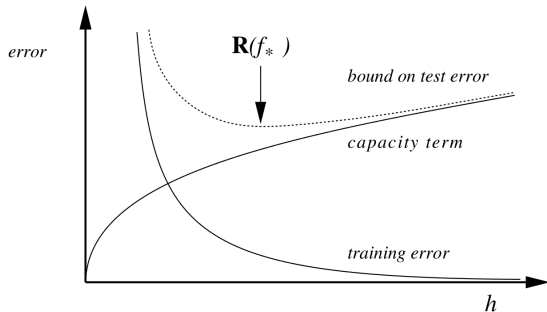 error
R(f* )
bound on test error
capacity term
training error
h